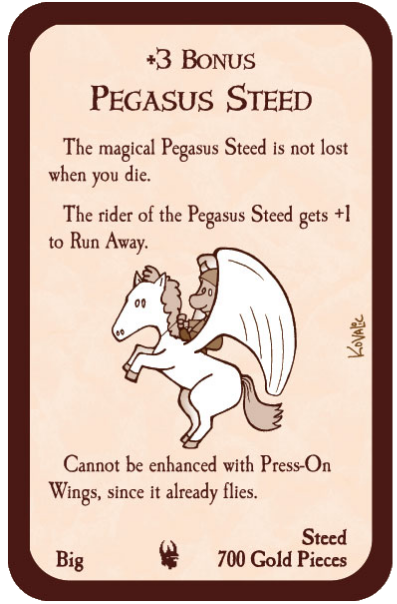 +3 Bonus
Pegasus Steed
The magical Pegasus Steed is not lost
when you die.
The rider of the Pegasus Steed gets +1
to Run Away.
Kovalic
Cannot be enhanced with Press-On
Wings, since it already flies.
Steed
Big 700 Gold Pieces